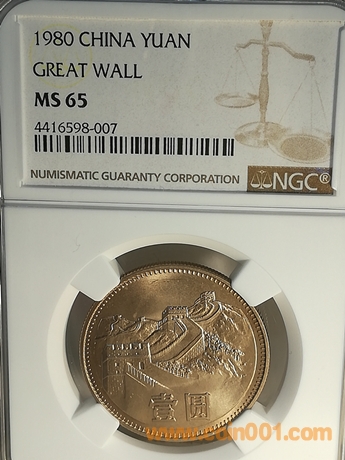 1980 CHINA YUAN
GREAT WALL
MS 65
4416598-007
NUMISMATIC GUARANTY CORPORATION NGC®
壹圆
www.coin001.com